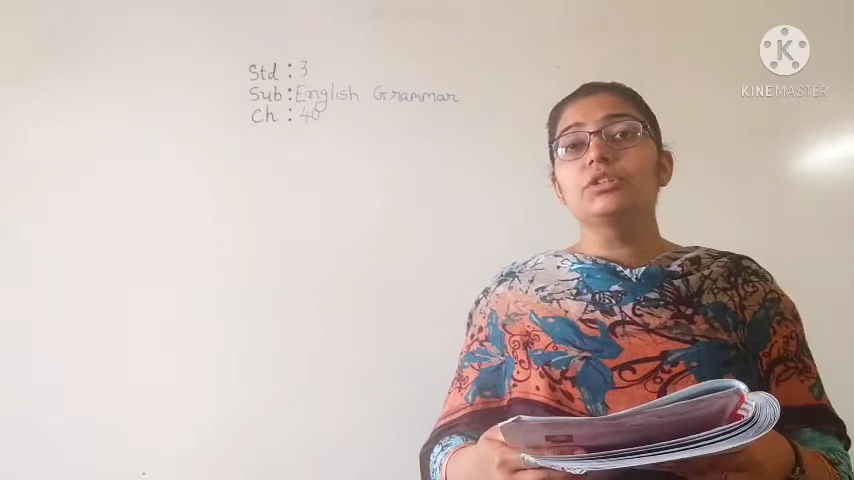 Std : 3
Sub : English Grammar
Ch : 40
K
KINEMASTER